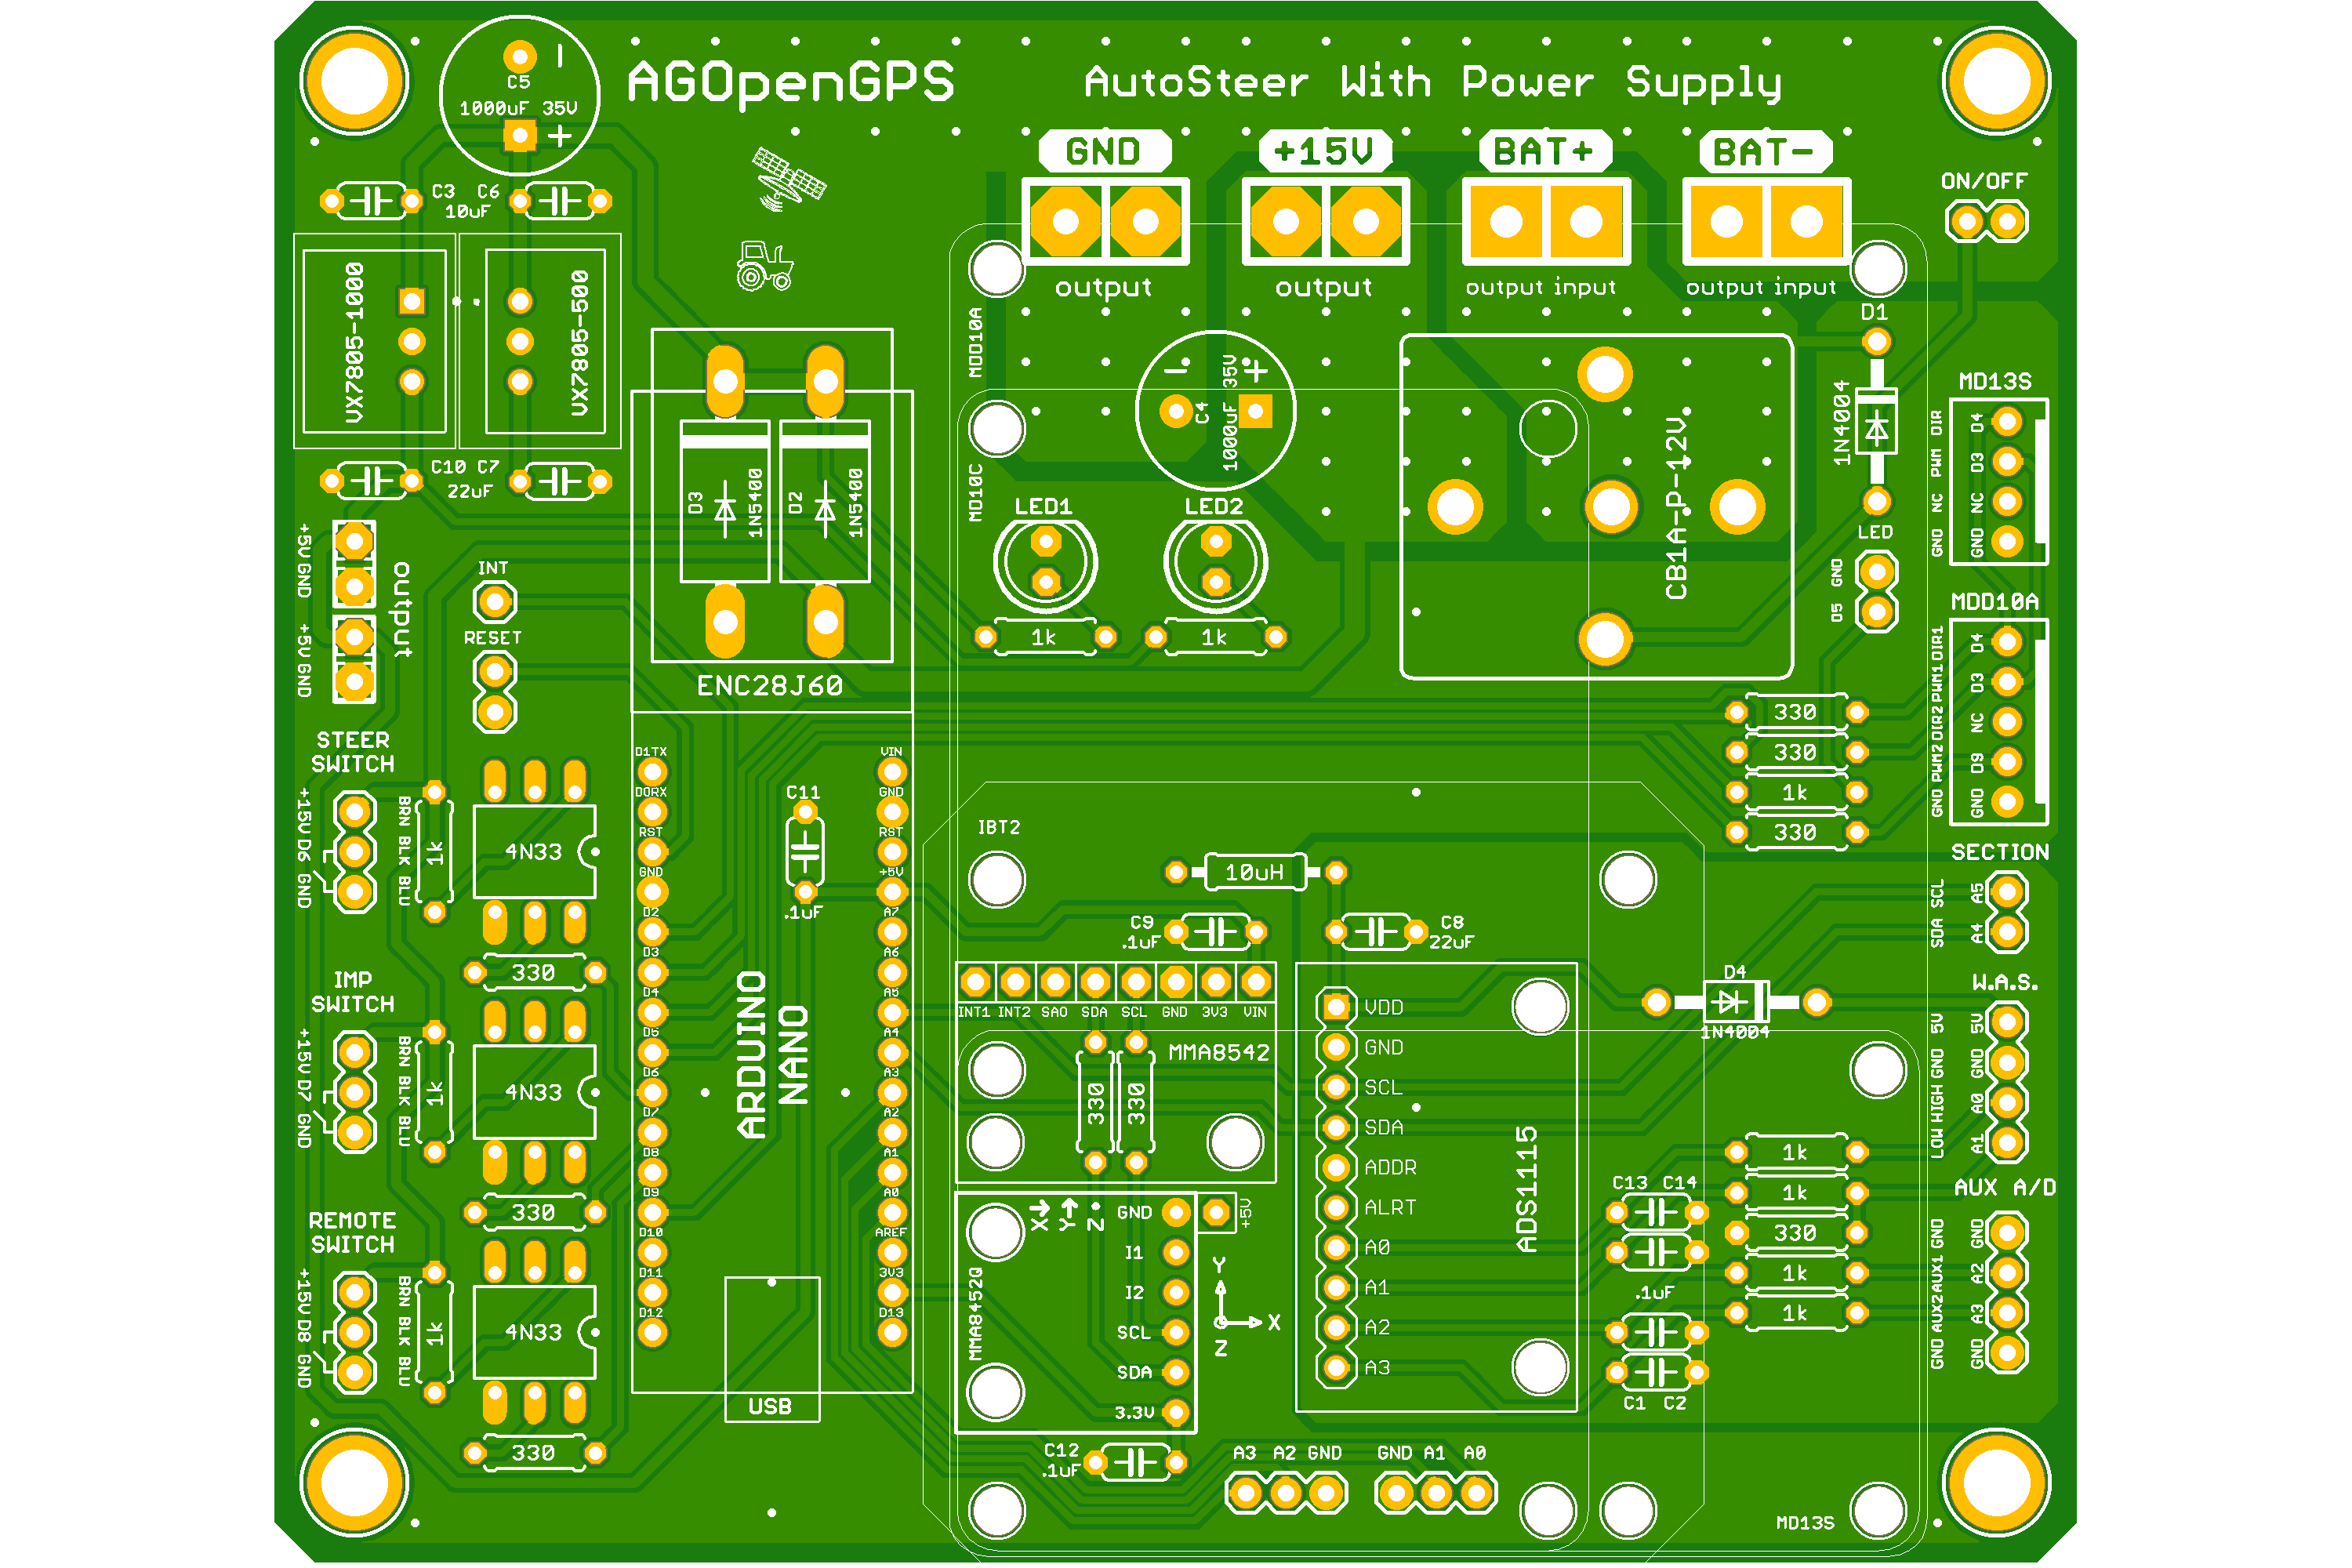 C5
1000uF 35V
AGOpenGPS
AutoSteer With Power Supply
GND
+15V
BAT+
BAT-
ON/OFF
C3 C6
10uF
output
output
output input
output input
VX7805-1000
VX7805-500
MDD10A
D1
1N4004
LED
C4
1000uF 35V
CB1A-P-12V
MD10C
C10 C7
22uF
D3
1N5400
D2
1N5400
LED1
LED2
1k
1k
MD13S
DIR
PWM
NC
GND
D4
D3
NC
GND
GND
D5
MDD10A
DIR1
PWM1
DIR2
PWM2
GND
D4
D3
NC
D9
GND
+5V GND
+5V GND
output
INT
RESET
ENC28J60
330
330
1k
330
STEER
SWITCH
+15V D6 GND
BRN BLK BLU
1k
4N33
330
IMP
SWITCH
+15V D7 GND
BRN BLK BLU
1k
4N33
330
REMOTE
SWITCH
+15V D8 GND
BRN BLK BLU
1k
4N33
330
D1TX
D0RX
RST
GND
D2
D3
D4
D5
D6
D7
D8
D9
D10
D11
D12
VIN
GND
RST
+5V
A7
A6
A5
A4
A3
A2
A1
A0
AREF
3V3
D13
C11
.1uF
ARDUINO
NANO
USB
IBT2
10uH
C9
.1uF
C8
22uF
INT1 INT2 SAO SDA SCL GND 3V3 VIN
MMA8542
330
330
X
Y
Z
GND
I1
I2
SCL
SDA
3.3V
+5V
MMA8452Q
Y
X
Z
C12
.1uF
VDD
GND
SCL
SDA
ADDR
ALRT
A0
A1
A2
A3
ADS1115
D4
1N4004
SECTION
SCL
SDA
A5
A4
W.A.S.
5V
GND
HIGH
LOW
5V
GND
A0
A1
C13 C14
.1uF
C1 C2
1k
1k
330
1k
1k
AUX A/D
GND
AUX1
AUX2
GND
GND
A2
A3
GND
A3 A2 GND
GND A1 A0
MD13S